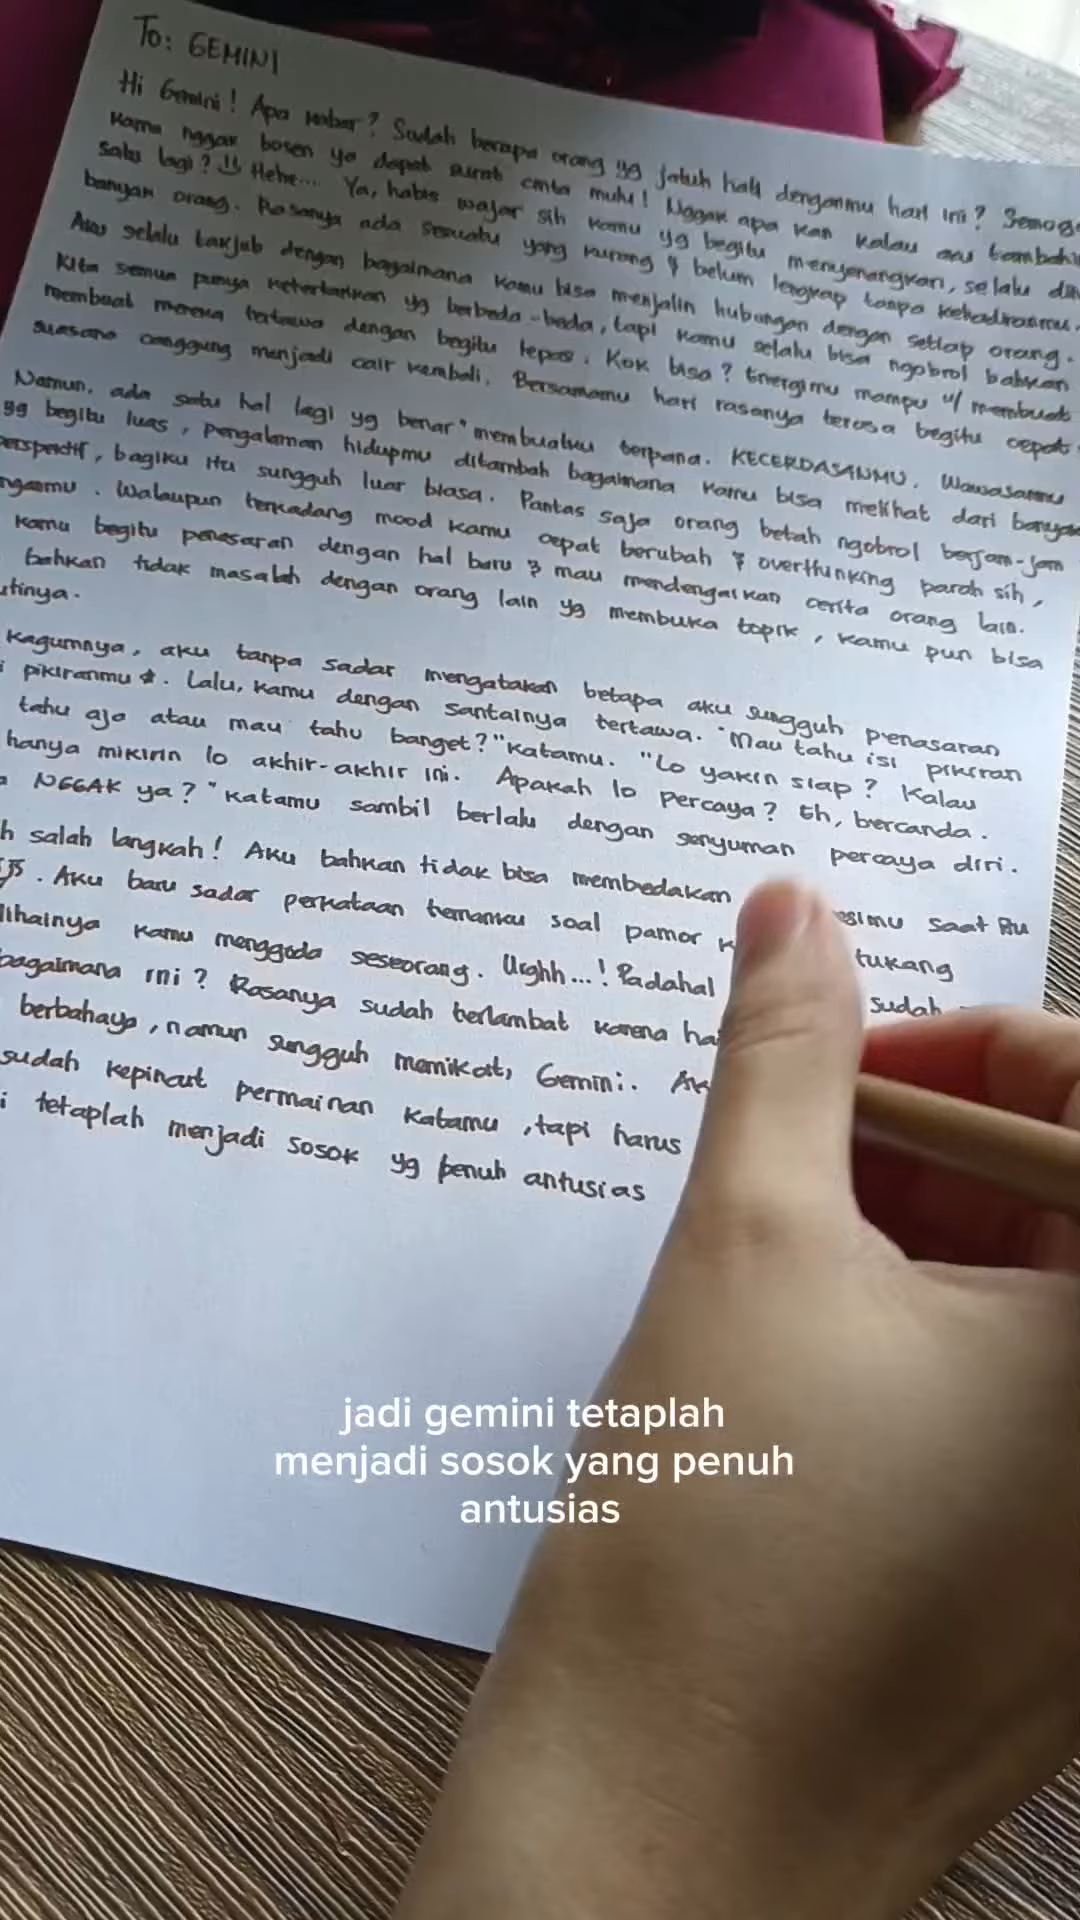 To: GEMINI
Hi Gemini! Apa kabar? Sudah berapa orang yg jatuh hati denganmu hari ini? Semoga
kamu nggak bosen ya dapat surat cinta mulu! Nggak apa kan kalau aku tambahin
satu lagi? Hehe... Ya, habis wajar sih kamu yg begitu menyenangkan, selalu
banyak orang. Rasanya ada sesuatu yang kurang & belum lengkap tanpa kehadiranmu.
Aku selalu takjub dengan bagaimana kamu bisa menjalin hubungan dengan setiap orang.
Kita semua punya ketertarikan yg berbeda-beda, tapi kamu selalu bisa ngobrol bahkan
membuat mereka tertawa dengan begitu lepas. Kok bisa? Energimu mampu u/ membuat
suasana canggung menjadi cair kembali. Bersamamu hari rasanya terasa begitu cepat
Namun, ada satu hal lagi yg benar" membuatku terpana. KECERDASANMU. Wawasanmu
yg begitu luas, pengalaman hidupmu ditambah bagaimana kamu bisa melihat dari banyak
perspektif, bagiku itu sungguh luar biasa. Pantas saja orang betah ngobrol berjam-jam
nganmu. Walaupun terkadang mood kamu cepat berubah & overthinking parah sih,
kamu begitu penasaran dengan hal baru & mau mendengarkan cerita orang lain.
bahkan tidak masalah dengan orang lain yg membuka topik, kamu pun bisa
utinya.
kagumnya, aku tanpa sadar mengatakan betapa aku sungguh penasaran
i pikiranmu. Lalu, kamu dengan santainya tertawa. "Mau tahu isi pikiran
tahu aja atau mau tahu banget?" katamu. "Lo yakin siap? Kalau
hanya mikirin lo akhir-akhir ini. Apakah lo percaya? Eh, bercanda.
a NGGAK ya?" katamu sambil berlalu dengan senyuman percaya diri.
h salah langkah! Aku bahkan tidak bisa membedakan esimu saat itu
. Aku baru sadar perkataan temanku soal pamor k tukang
lihainya kamu menggoda seseorang. Urghh...! Padahal sudah
bagaimana ini? Rasanya sudah terlambat karena ha
berbahaya, namun sungguh memikat, Gemini. Ak
sudah kepincut permainan katamu, tapi harus
i tetaplah menjadi sosok yg penuh antusias
jadi gemini tetaplah
menjadi sosok yang penuh
antusias